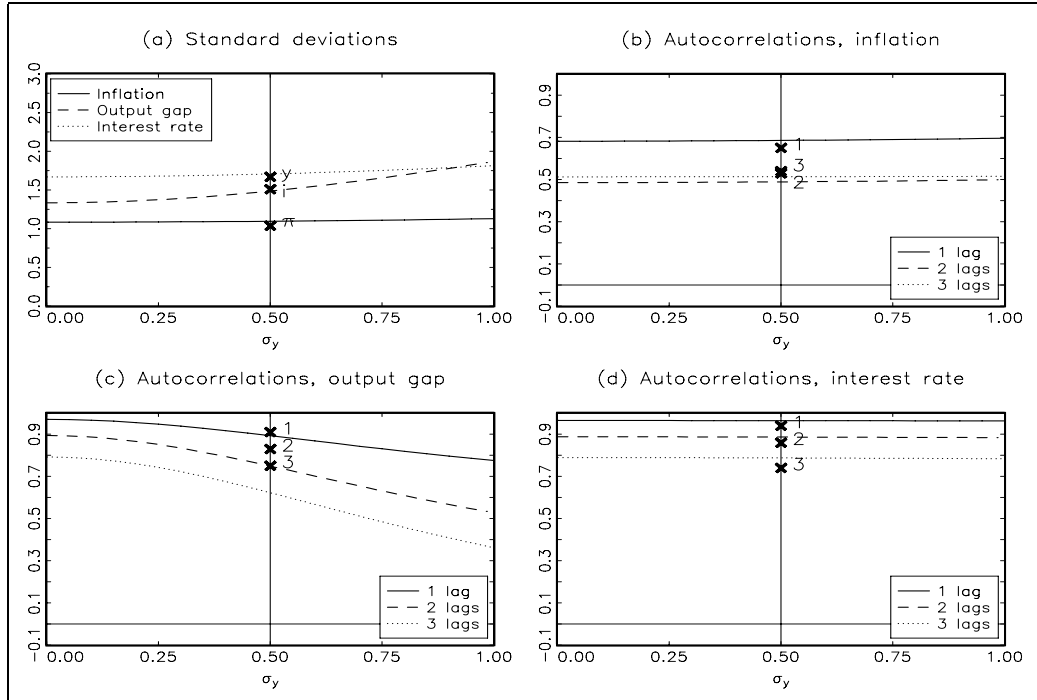 (a) Standard deviations
3.0
2.5
2.0
1.5
1.0
0.5
0.0
Inflation
Output gap
Interest rate
y
i
π
0.00 0.25 0.50 0.75 1.00
σy
(b) Autocorrelations, inflation
0.9
0.7
0.5
0.3
0.1
-0.1
1
3
2
1 lag
2 lags
3 lags
0.00 0.25 0.50 0.75 1.00
σy
(c) Autocorrelations, output gap
0.9
0.7
0.5
0.3
0.1
-0.1
1
2
3
1 lag
2 lags
3 lags
0.00 0.25 0.50 0.75 1.00
σy
(d) Autocorrelations, interest rate
0.9
0.7
0.5
0.3
0.1
-0.1
1
2
3
1 lag
2 lags
3 lags
0.00 0.25 0.50 0.75 1.00
σy